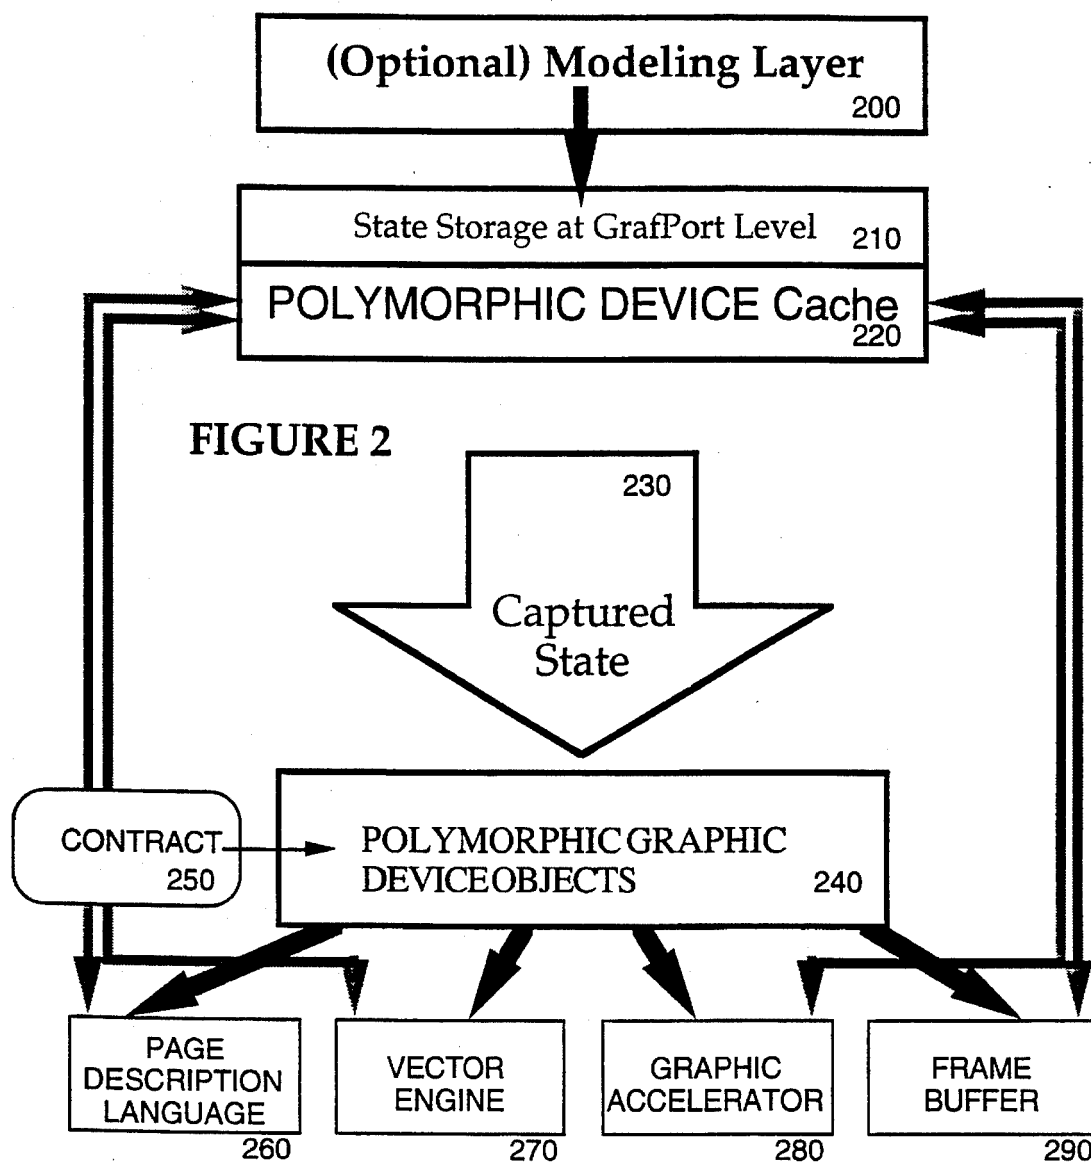 (Optional) Modeling Layer
200
State Storage at GrafPort Level
210
POLYMORPHIC DEVICE Cache
220
FIGURE 2
230
Captured
State
CONTRACT
250
POLYMORPHIC GRAPHIC
DEVICE OBJECTS
240
PAGE
DESCRIPTION
LANGUAGE
260
VECTOR
ENGINE
270
GRAPHIC
ACCELERATOR
280
FRAME
BUFFER
290